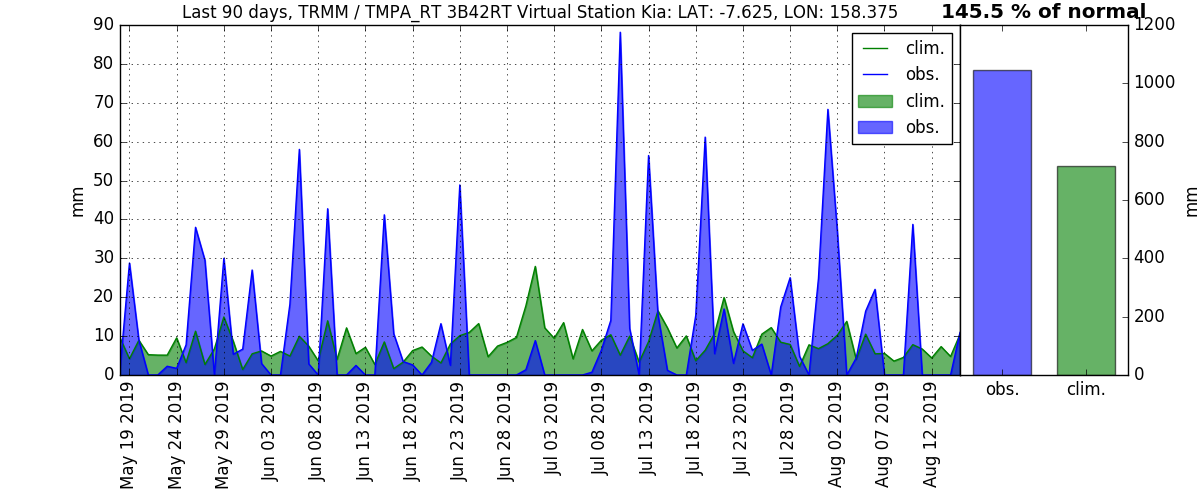 Last 90 days, TRMM / TMPA_RT 3B42RT Virtual Station Kia: LAT: -7.625, LON: 158.375
145.5 % of normal
90
80
70
60
50
40
30
20
10
0
mm
clim.
obs.
clim.
obs.
May 19 2019
May 24 2019
May 29 2019
Jun 03 2019
Jun 08 2019
Jun 13 2019
Jun 18 2019
Jun 23 2019
Jun 28 2019
Jul 03 2019
Jul 08 2019
Jul 13 2019
Jul 18 2019
Jul 23 2019
Jul 28 2019
Aug 02 2019
Aug 07 2019
Aug 12 2019
1200
1000
800
600
400
200
0
mm
obs.
clim.